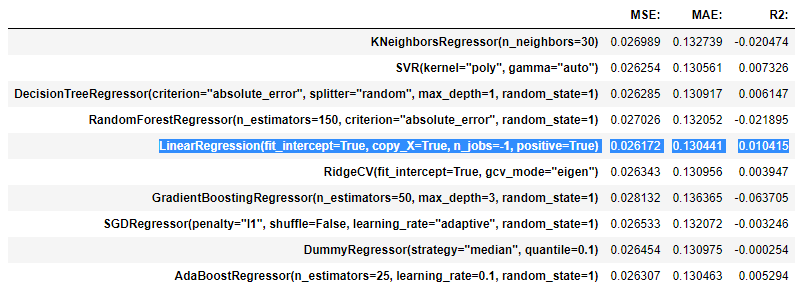 MSE: MAE: R2:
KNeighborsRegressor(n_neighbors=30) 0.026989 0.132739 -0.020474
SVR(kernel="poly", gamma="auto") 0.026254 0.130561 0.007326
DecisionTreeRegressor(criterion="absolute_error", splitter="random", max_depth=1, random_state=1) 0.026285 0.130917 0.006147
RandomForestRegressor(n_estimators=150, criterion="absolute_error", random_state=1) 0.027026 0.132052 -0.021895
LinearRegression(fit_intercept=True, copy_X=True, n_jobs=-1, positive=True) 0.026172 0.130441 0.010415
RidgeCV(fit_intercept=True, gcv_mode="eigen") 0.026343 0.130956 0.003947
GradientBoostingRegressor(n_estimators=50, max_depth=3, random_state=1) 0.028132 0.136365 -0.063705
SGDRegressor(penalty="l1", shuffle=False, learning_rate="adaptive", random_state=1) 0.026533 0.132072 -0.003246
DummyRegressor(strategy="median", quantile=0.1) 0.026454 0.130975 -0.000254
AdaBoostRegressor(n_estimators=25, learning_rate=0.1, random_state=1) 0.026307 0.130463 0.005294